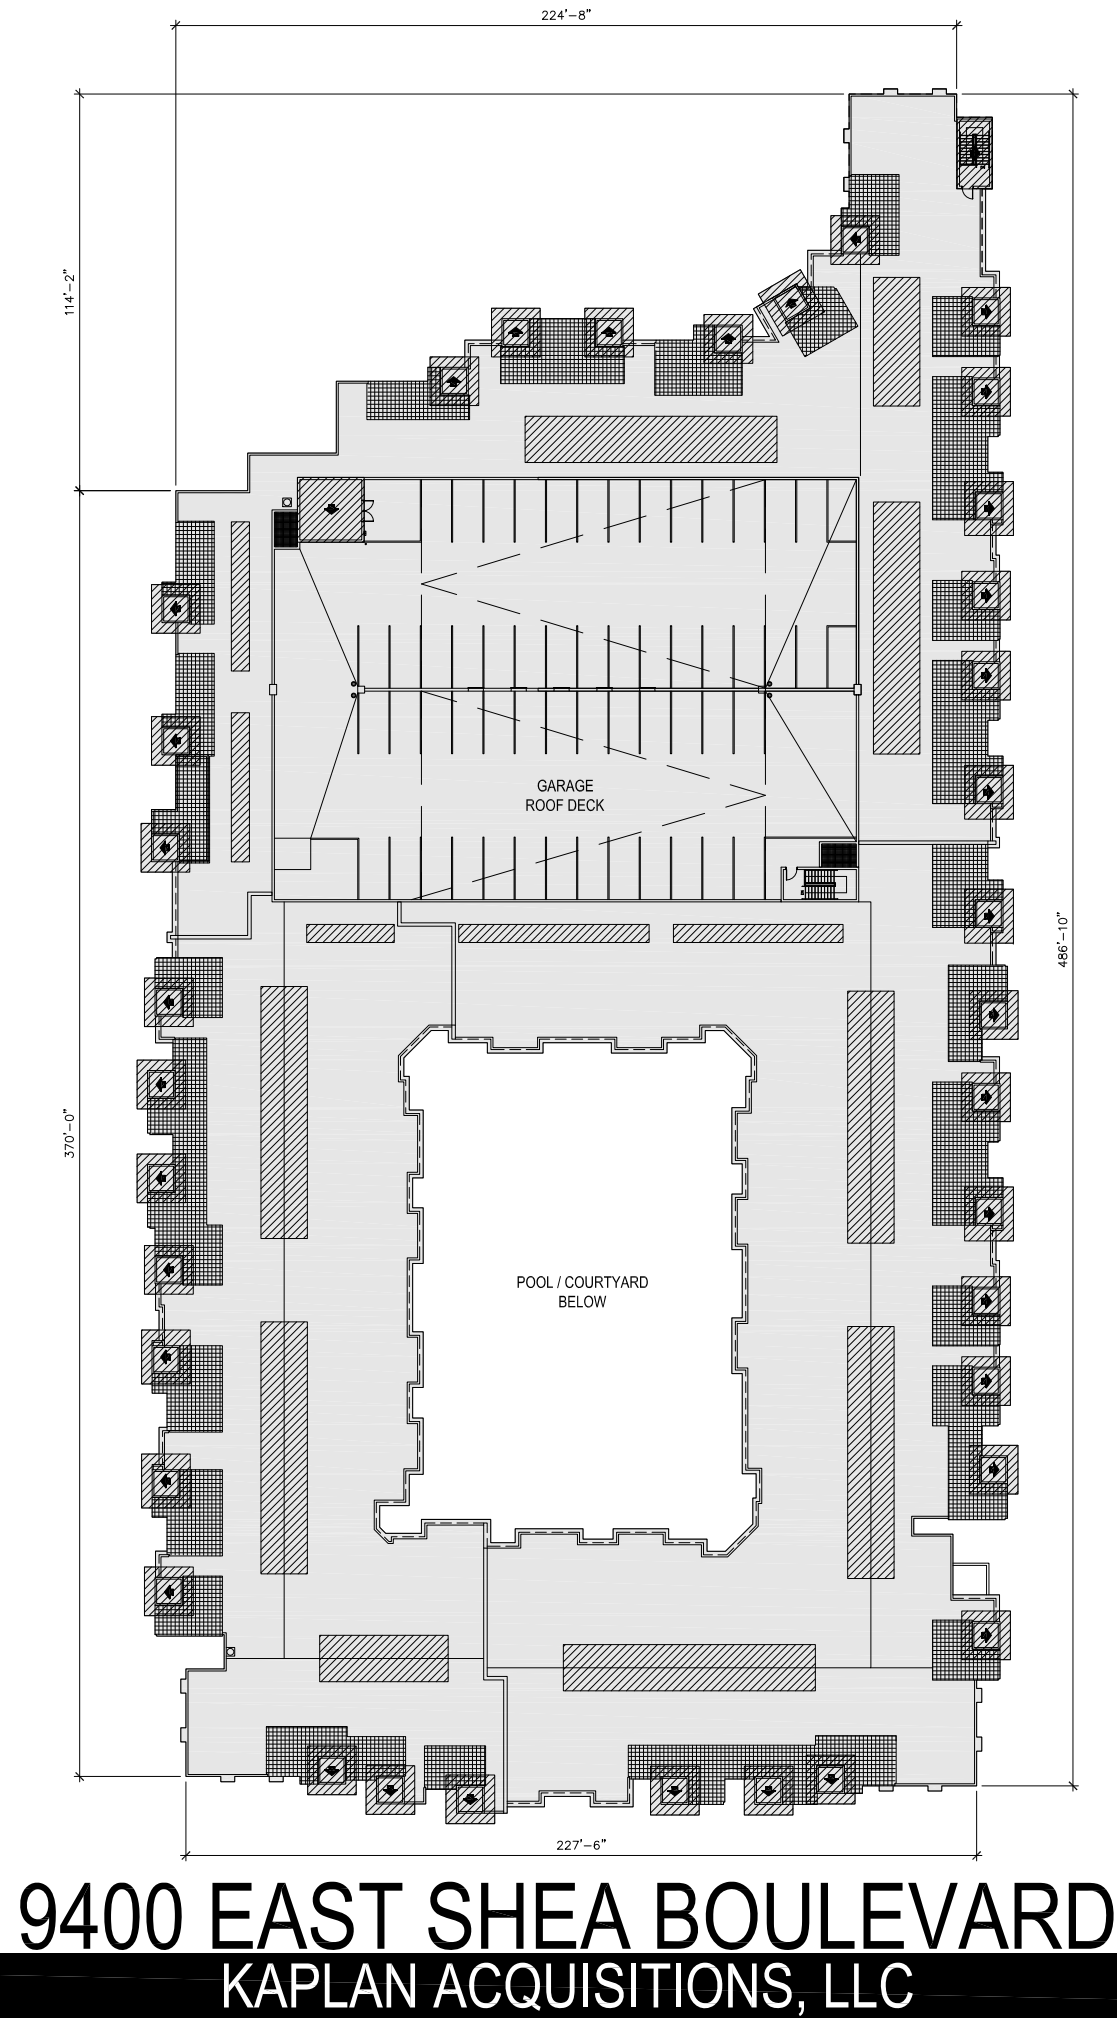 224'-8"
114'-2"
GARAGE
ROOF DECK
486'-10"
370'-0"
POOL / COURTYARD
BELOW
227'-6"
9400 EAST SHEA BOULEVARD
KAPLAN ACQUISITIONS, LLC